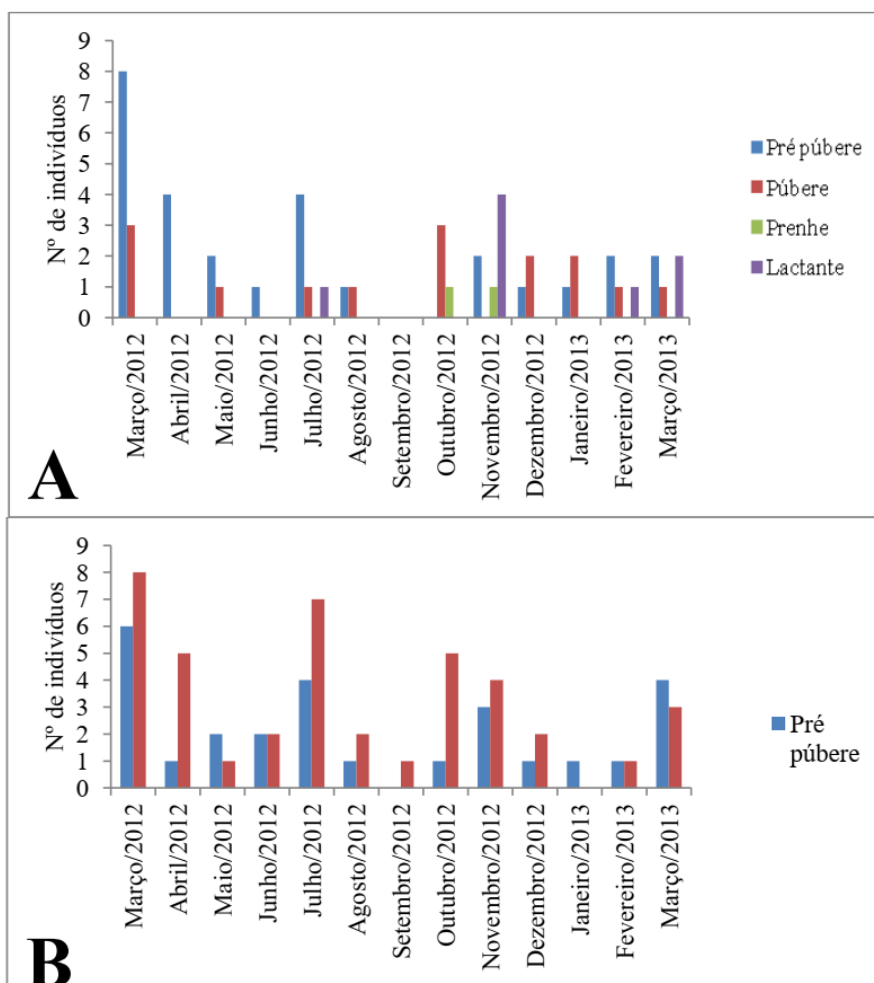 9
8
7
6
5
4
3
2
1
0
Nº de indivíduos
Março/2012
Abril/2012
Maio/2012
Junho/2012
Julho/2012
Agosto/2012
Setembro/2012
Outubro/2012
Novembro/2012
Dezembro/2012
Janeiro/2013
Fevereiro/2013
Março/2013
Pré púbere
Púbere
Prenhe
Lactante
A
9
8
7
6
5
4
3
2
1
0
Nº de indivíduos
Março/2012
Abril/2012
Maio/2012
Junho/2012
Julho/2012
Agosto/2012
Setembro/2012
Outubro/2012
Novembro/2012
Dezembro/2012
Janeiro/2013
Fevereiro/2013
Março/2013
Pré
púbere
B